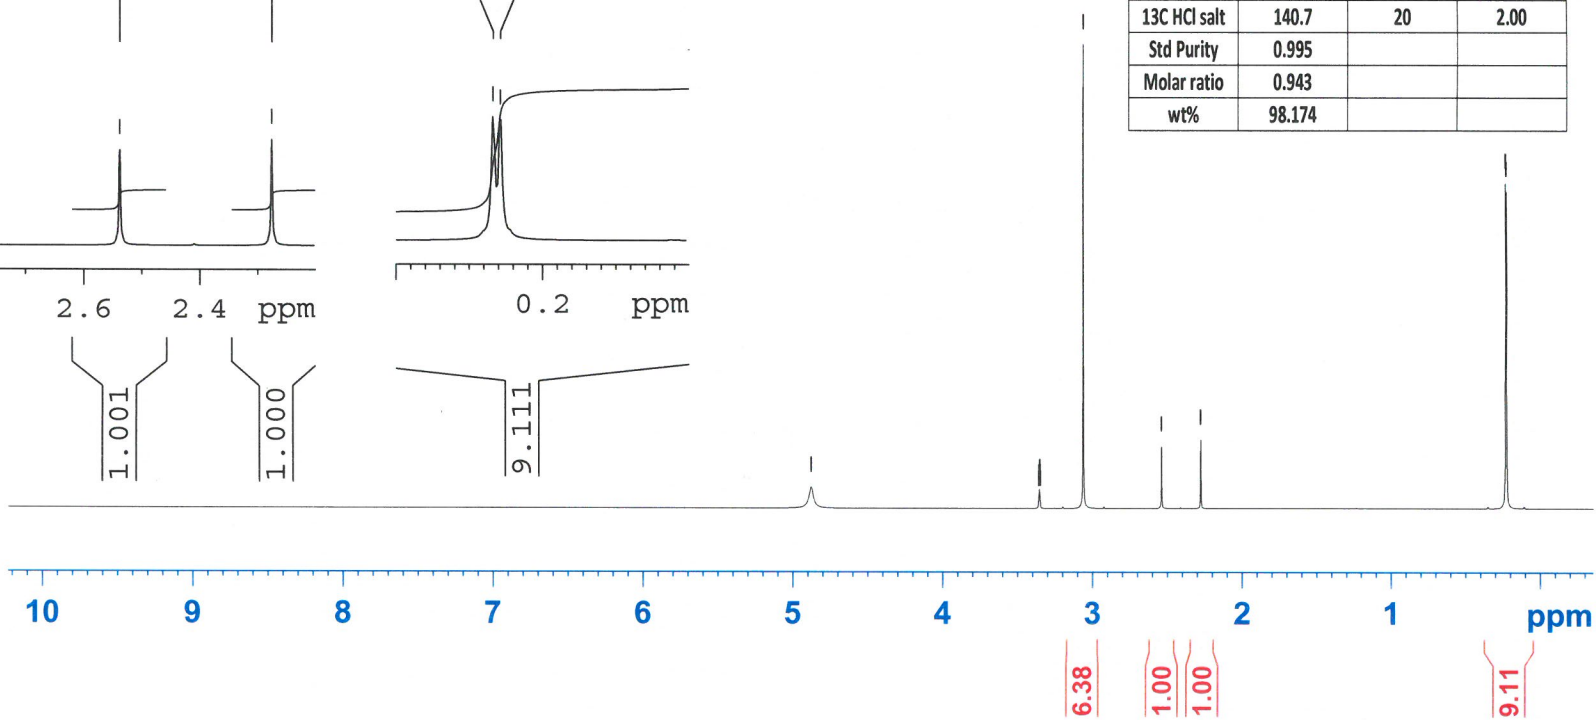 13C HCl salt 140.7 20 2.00
Std Purity 0.995
Molar ratio 0.943
wt% 98.174
2.6 2.4 ppm
0.2 ppm
1.001
1.000
9.111
10 9 8 7 6 5 4 3 2 1 ppm
6.38
1.00
1.00
9.11